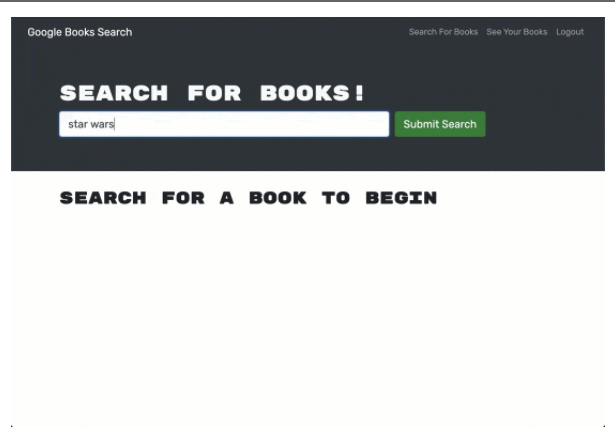 Google Books Search
Search For Books See Your Books Logout
SEARCH FOR BOOKS!
star wars
Submit Search
SEARCH FOR A BOOK TO BEGIN